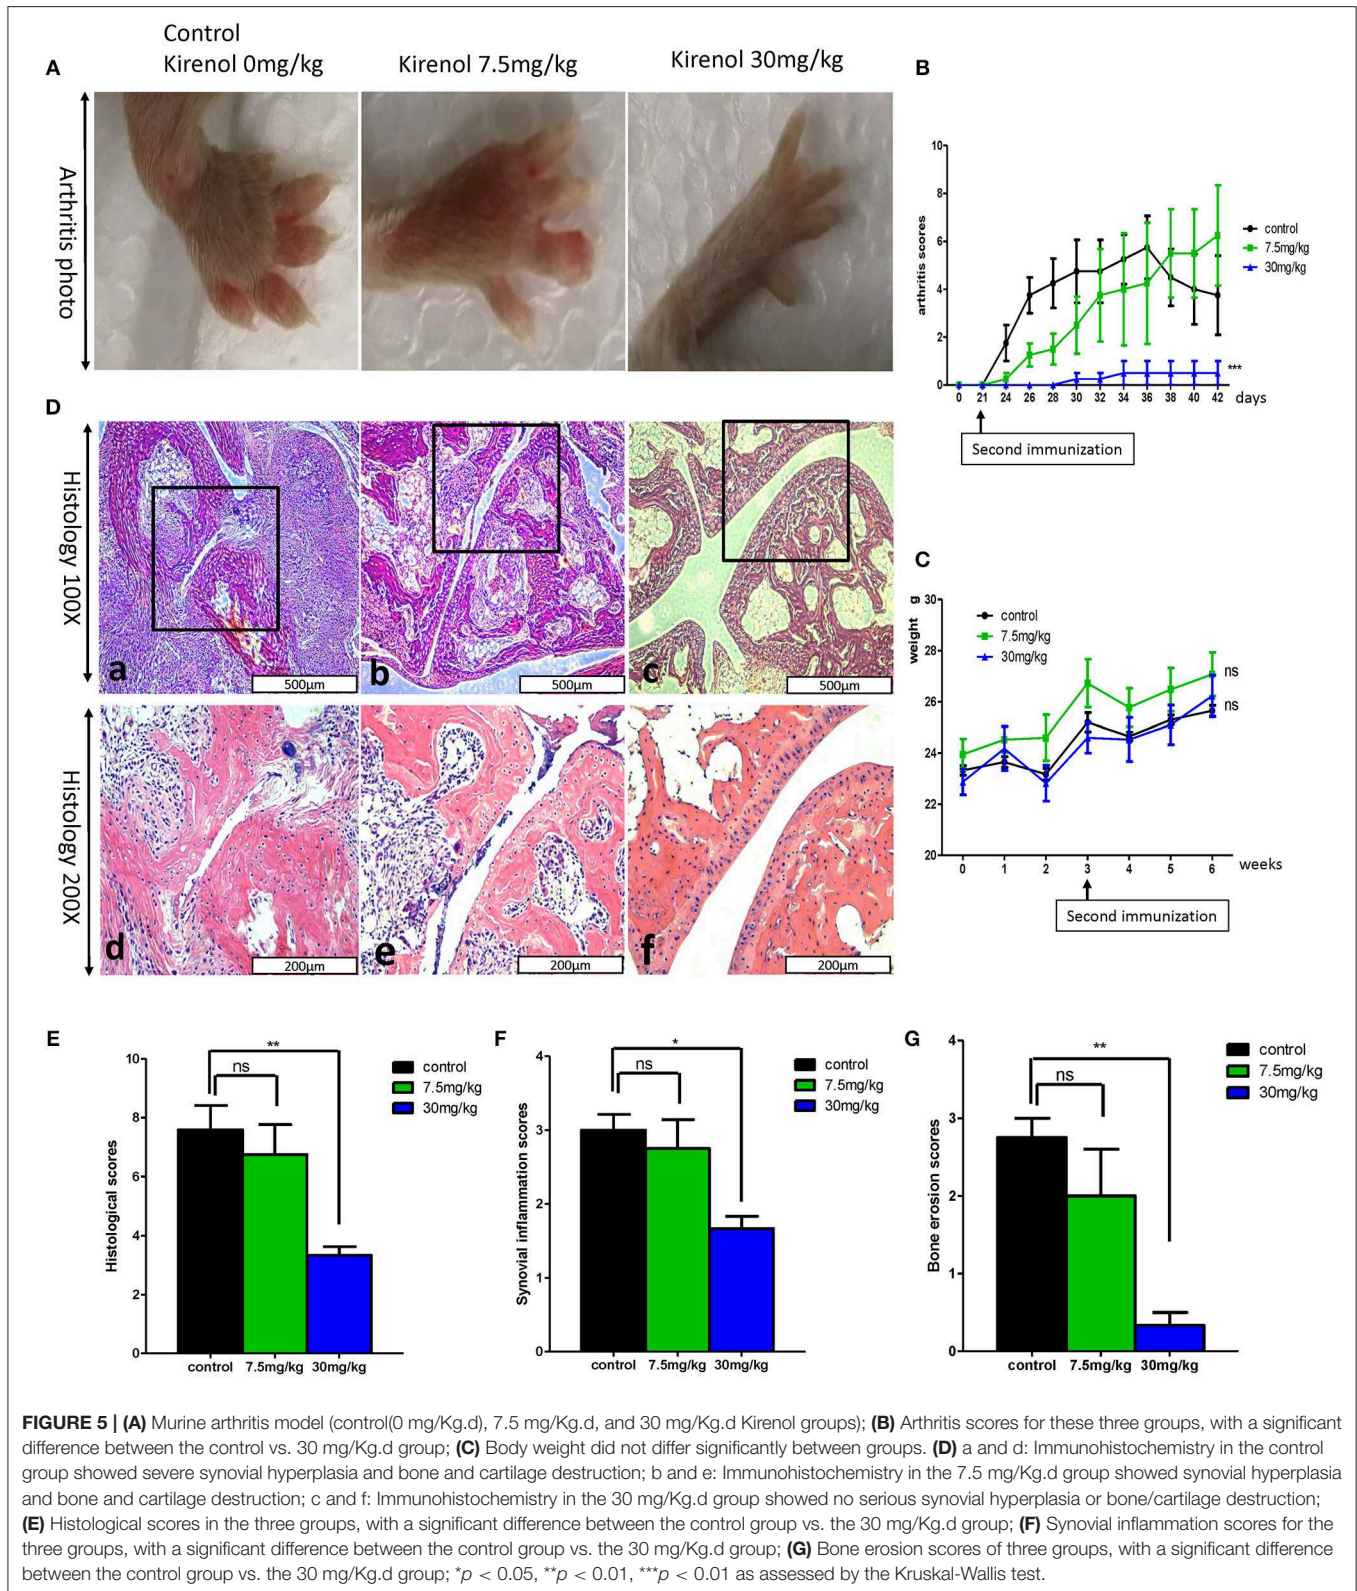 Control
Kirenol 0mg/kg
Kirenol 7.5mg/kg
Kirenol 30mg/kg
A
Arthritis photo
B
arthritis scores
10
8
6
4
2
0
0 21 24 26 28 30 32 34 36 38 40 42 days
control
7.5mg/kg
30mg/kg
***
Second immunization
D
Histology 100X
a
500µm
b
500µm
c
500µm
Histology 200X
d
200µm
e
200µm
f
200µm
C
weight g
30
28
26
24
22
20
control
7.5mg/kg
30mg/kg
ns
ns
0 1 2 3 4 5 6 weeks
Second immunization
E
Histological scores
10
8
6
4
2
0
**
ns
control
7.5mg/kg
30mg/kg
control 7.5mg/kg 30mg/kg
F
Synovial inflammation scores
4
3
2
1
0
*
ns
control
7.5mg/kg
30mg/kg
control 7.5mg/kg 30mg/kg
G
Bone erosion scores
4
3
2
1
0
**
ns
control
7.5mg/kg
30mg/kg
control 7.5mg/kg 30mg/kg
FIGURE 5 | (A) Murine arthritis model (control(0 mg/Kg.d), 7.5 mg/Kg.d, and 30 mg/Kg.d Kirenol groups); (B) Arthritis scores for these three groups, with a significant
difference between the control vs. 30 mg/Kg.d group; (C) Body weight did not differ significantly between groups. (D) a and d: Immunohistochemistry in the control
group showed severe synovial hyperplasia and bone and cartilage destruction; b and e: Immunohistochemistry in the 7.5 mg/Kg.d group showed synovial hyperplasia
and bone and cartilage destruction; c and f: Immunohistochemistry in the 30 mg/Kg.d group showed no serious synovial hyperplasia or bone/cartilage destruction;
(E) Histological scores in the three groups, with a significant difference between the control group vs. the 30 mg/Kg.d group; (F) Synovial inflammation scores for the
three groups, with a significant difference between the control group vs. the 30 mg/Kg.d group; (G) Bone erosion scores of three groups, with a significant difference
between the control group vs. the 30 mg/Kg.d group; *p < 0.05, **p < 0.01, ***p < 0.01 as assessed by the Kruskal-Wallis test.